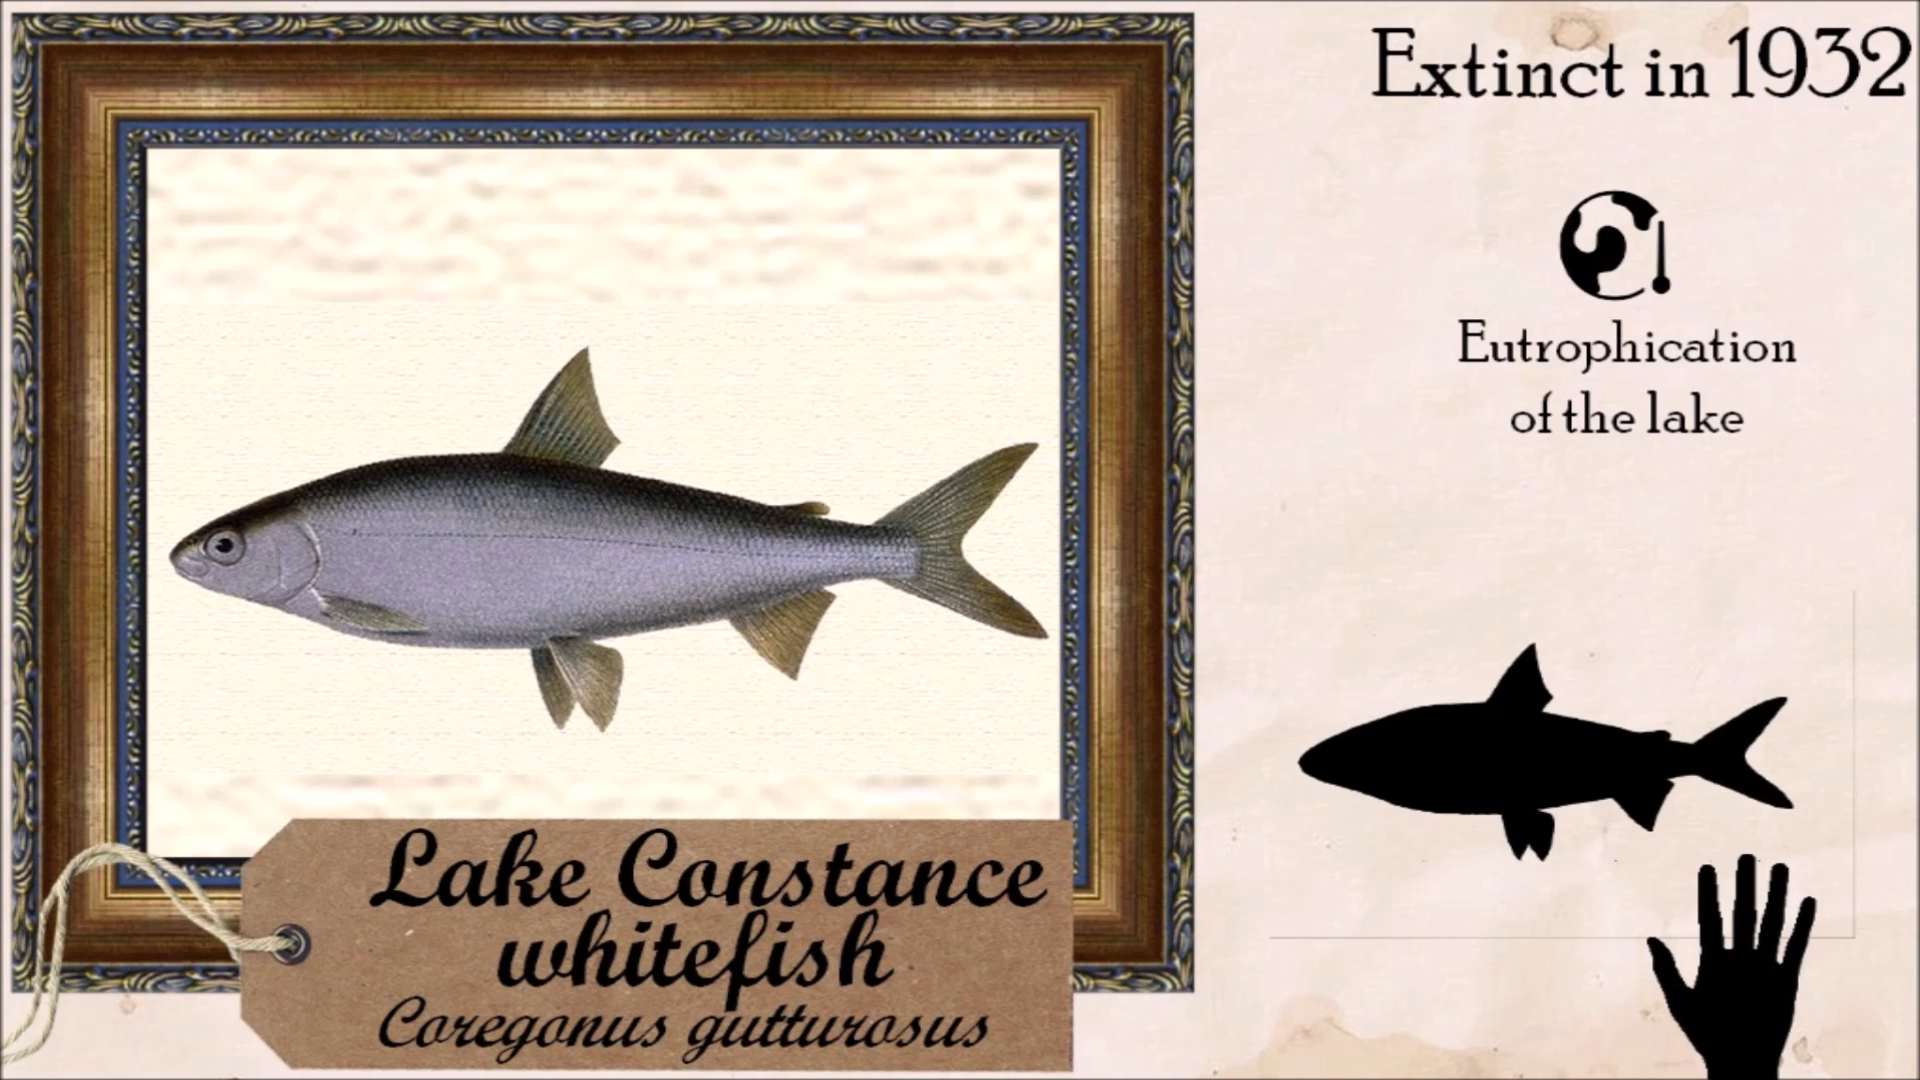 Extinct in 1932
Eutrophication
of the lake
Lake Constance
whitefish
Coregonus gutturosus